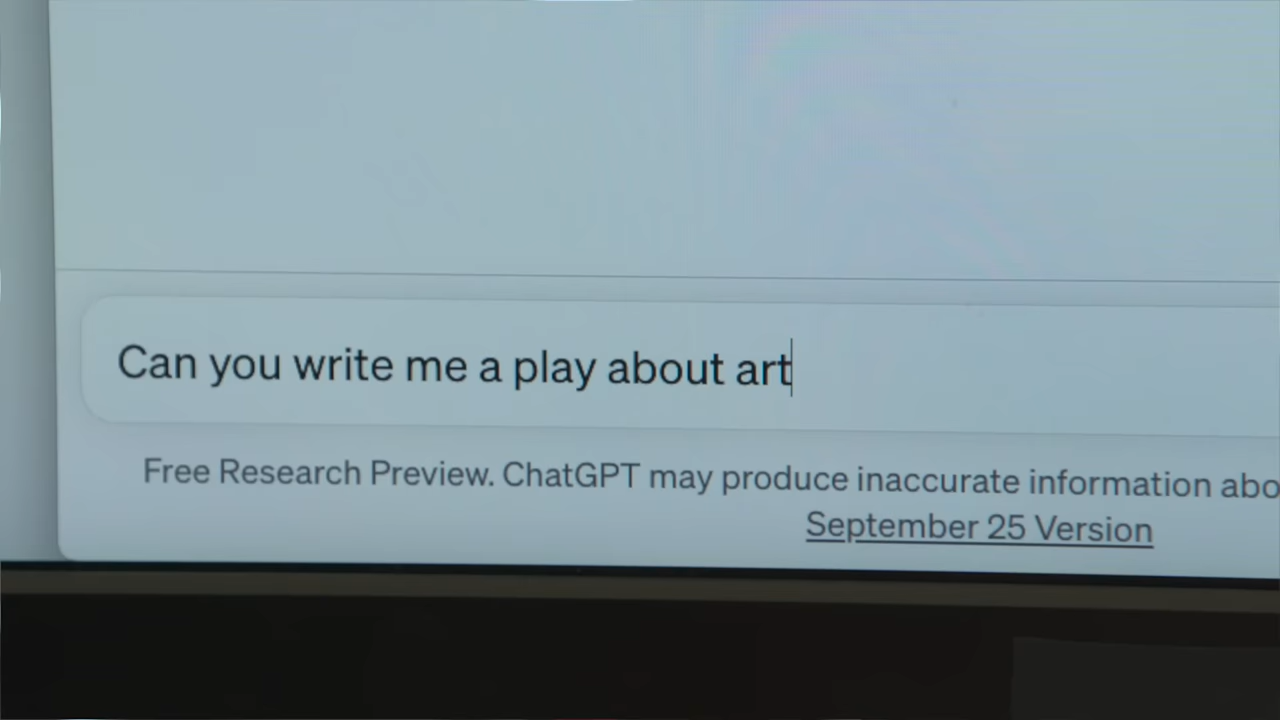 Can you write me a play about art
Free Research Preview. ChatGPT may produce inaccurate information
September 25 Version